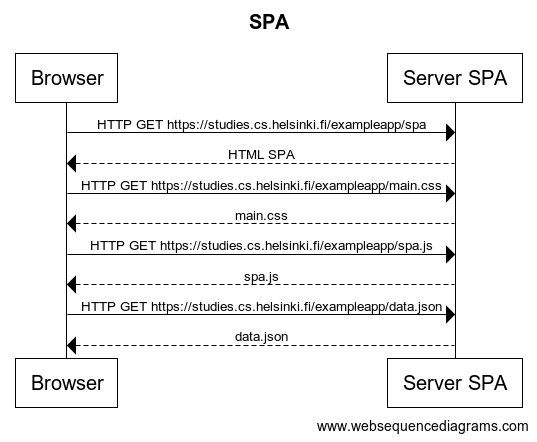 SPA
Browser
Server SPA
HTTP GET https://studies.cs.helsinki.fi/exampleapp/spa
HTML SPA
HTTP GET https://studies.cs.helsinki.fi/exampleapp/main.css
main.css
HTTP GET https://studies.cs.helsinki.fi/exampleapp/spa.js
spa.js
HTTP GET https://studies.cs.helsinki.fi/exampleapp/data.json
data.json
Browser
Server SPA
www.websequencediagrams.com